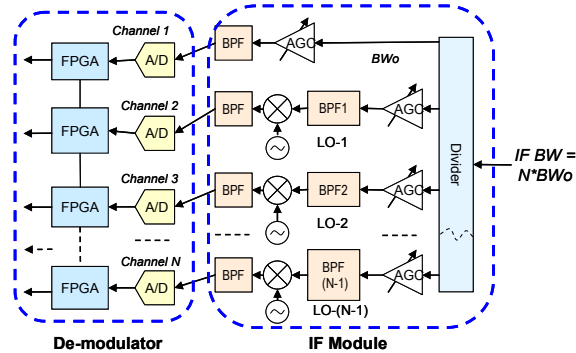 Channel 1
FPGA
A/D
BPF
AGC
BWo
Channel 2
FPGA
A/D
BPF
BPF1
AGC
LO-1
Channel 3
FPGA
A/D
BPF
BPF2
AGC
LO-2
Channel N
FPGA
A/D
BPF
BPF
(N-1)
AGC
LO-(N-1)
Divider
IF BW =
N*BWo
De-modulator
IF Module